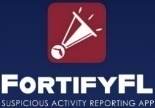 FORTIFYFL
SUSPICIOUS ACTIVITY REPORTING APP